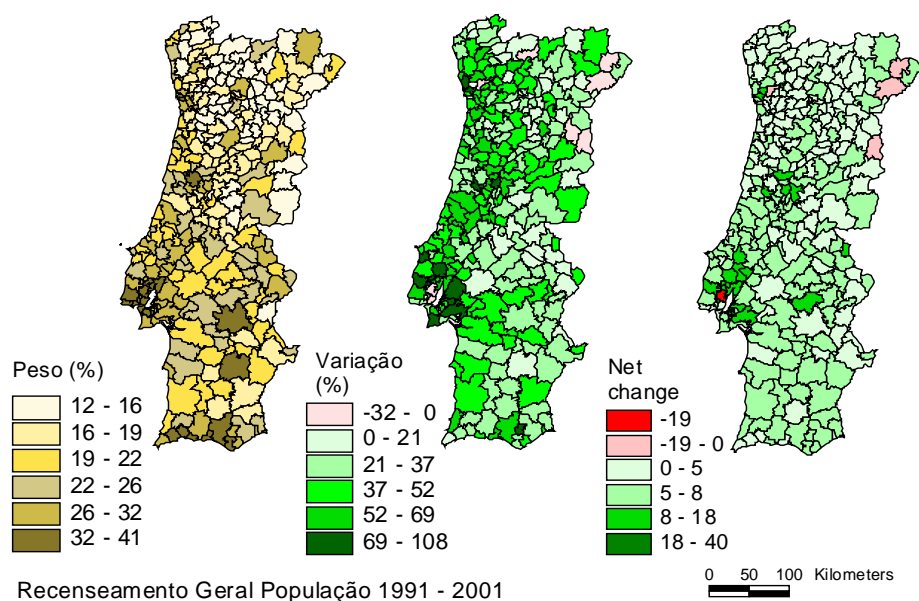 Peso (%)
12 - 16
16 - 19
19 - 22
22 - 26
26 - 32
32 - 41
Variação
(%)
-32 - 0
0 - 21
21 - 37
37 - 52
52 - 69
69 - 108
Net
change
-19
-19 - 0
0 - 5
5 - 8
8 - 18
18 - 40
Recenseamento Geral População 1991 - 2001
0 50 100 Kilometers